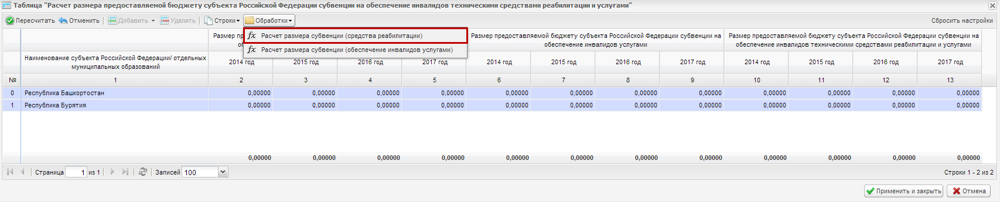 Таблица "Расчет размера предоставляемой бюджету субъекта Российской Федерации субвенции на обеспечение инвалидов техническими средствами реабилитации и услугами"
Пересчитать Отменить Добавить Удалить Строки Обработки Сбросить настройки
fx Расчет размера субвенции (средства реабилитации)
fx Расчет размера субвенции (обеспечение инвалидов услугами)
Размер Размер предоставляемой бюджету субъекта Российской Федерации субвенции на Размер предоставляемой бюджету субъекта Российской Федерации субвенции на
обеспечение инвалидов услугами обеспечение инвалидов техническими средствами реабилитации и услугами
Наименование субъекта Российской Федерации/ отдельных
муниципальных образований
2014 год 2015 год 2016 год 2017 год 2014 год 2015 год 2016 год 2017 год 2014 год 2015 год 2016 год 2017 год
№ 1 2 3 4 5 6 7 8 9 10 11 12 13
0 Республика Башкортостан 0,00000 0,00000 0,00000 0,00000 0,00000 0,00000 0,00000 0,00000 0,00000 0,00000 0,00000 0,00000
1 Республика Бурятия 0,00000 0,00000 0,00000 0,00000 0,00000 0,00000 0,00000 0,00000 0,00000 0,00000 0,00000 0,00000
0,00000 0,00000 0,00000 0,00000 0,00000 0,00000 0,00000 0,00000 0,00000 0,00000 0,00000 0,00000
Страница 1 из 1 Записей 100 Строки 1 - 2 из 2
Применить и закрыть Отмена